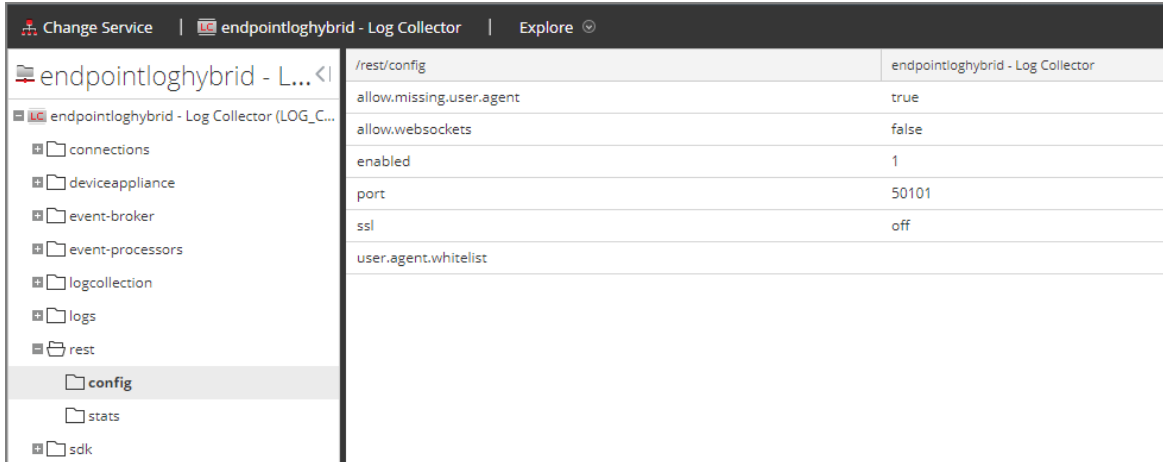 Change Service | LC endpointloghybrid - Log Collector | Explore
endpointloghybrid - L...
LC endpointloghybrid - Log Collector (LOG_C...
connections
deviceappliance
event-broker
event-processors
logcollection
logs
rest
config
stats
sdk
/rest/config endpointloghybrid - Log Collector
allow.missing.user.agent true
allow.websockets false
enabled 1
port 50101
ssl off
user.agent.whitelist